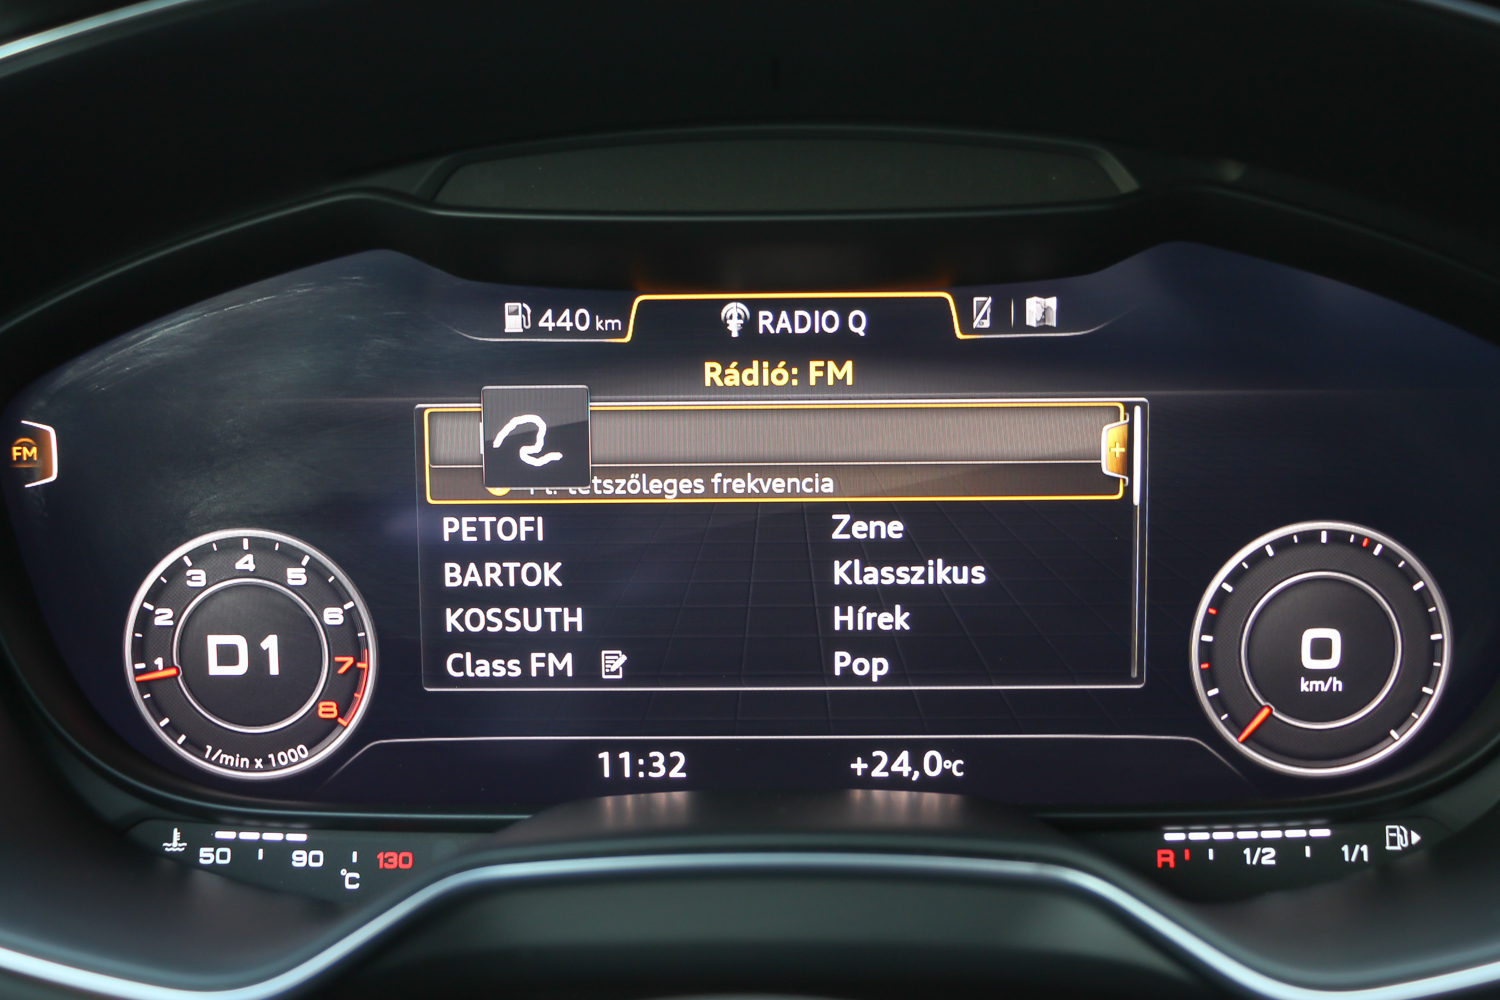 440 km
RADIO Q
Rádió: FM
FM
+
tetszőleges frekvencia
PETOFI Zene
BARTOK Klasszikus
KOSSUTH Hírek
Class FM Pop
1 2 3 4 5 6 7 8
D1
1/min x 1000
0
km/h
11:32 +24,0°C
50 90 130
°C
R 1/2 1/1